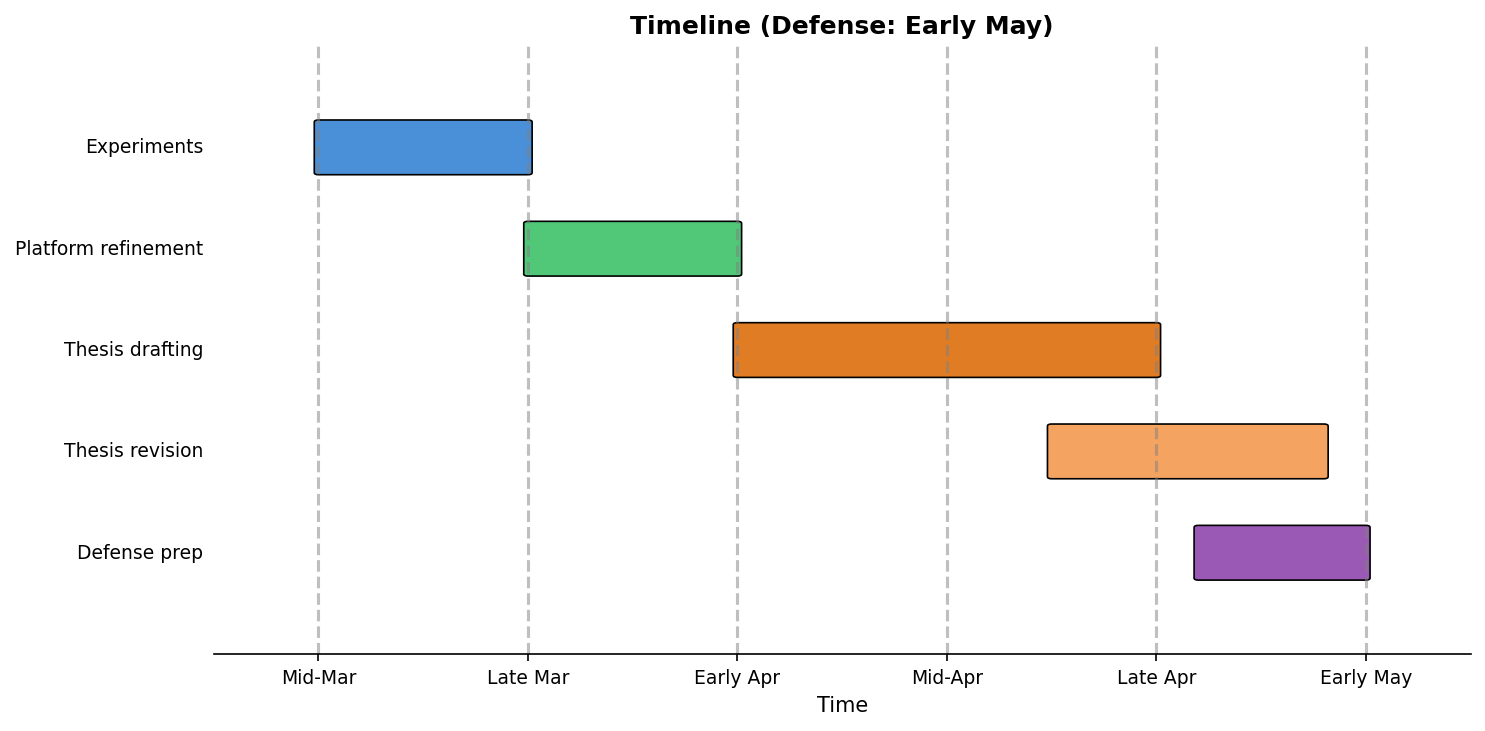 Timeline (Defense: Early May)
Experiments
Platform refinement
Thesis drafting
Thesis revision
Defense prep
Mid-Mar Late Mar Early Apr Mid-Apr Late Apr Early May
Time